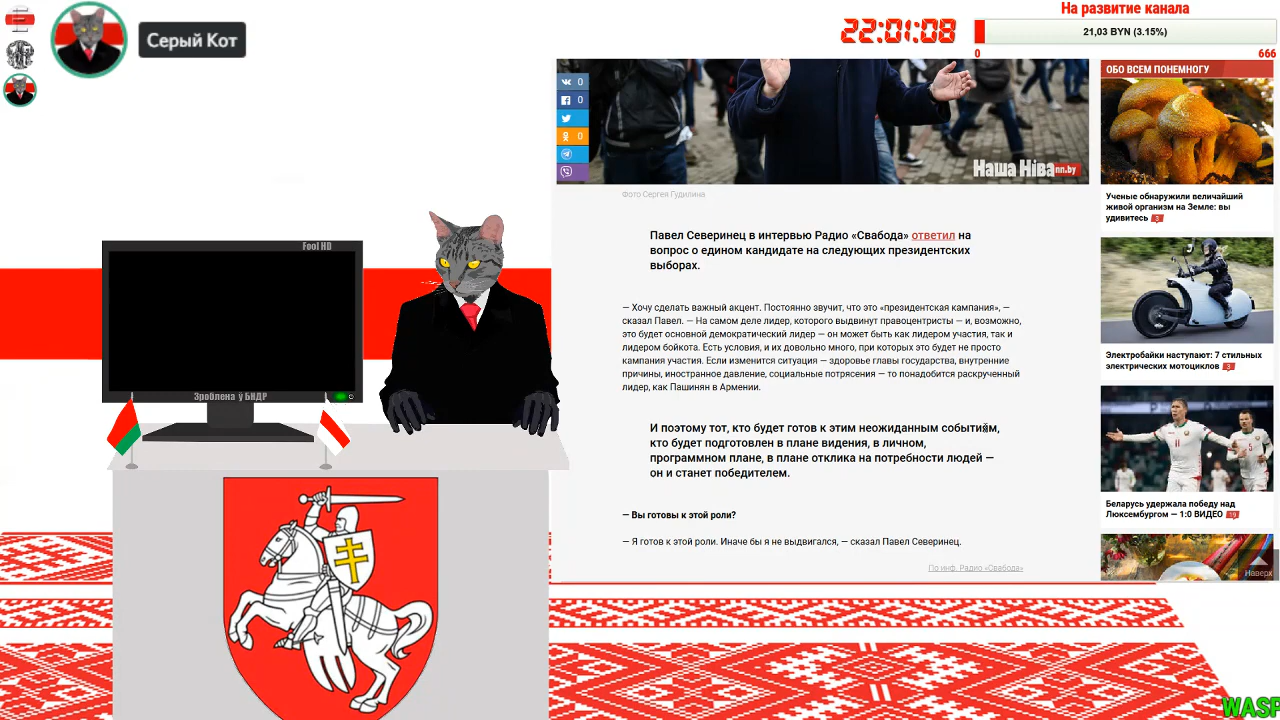 Серый Кот
22:01:08
На развитие канала
21,03 BYN (3.15%)
0
666
Fool HD
Зроблена ў БНДР
0
0
0
Наша Ніва nn.by
Фото Сергея Гудилина
Павел Северинец в интервью Радио «Свабода» ответил на
вопрос о едином кандидате на следующих президентских
выборах.
— Хочу сделать важный акцент. Постоянно звучит, что это «президентская кампания», —
сказал Павел. — На самом деле лидер, которого выдвинут правоцентристы — и, возможно,
это будет основной демократический лидер — он может быть как лидером участия, так и
лидером бойкота. Есть условия, и их довольно много, при которых это будет не просто
кампания участия. Если изменится ситуация — здоровье главы государства, внутренние
причины, иностранное давление, социальные потрясения — то понадобится раскрученный
лидер, как Пашинян в Армении.
И поэтому тот, кто будет готов к этим неожиданным событиям,
кто будет подготовлен в плане видения, в личном,
программном плане, в плане отклика на потребности людей —
он и станет победителем.
— Вы готовы к этой роли?
— Я готов к этой роли. Иначе бы я не выдвигался, — сказал Павел Северинец.
По инф. Радио «Свабода»
ОБО ВСЕМ ПОНЕМНОГУ
Ученые обнаружили величайший
живой организм на Земле: вы
удивитесь 3
Электробайки наступают: 7 стильных
электрических мотоциклов 3
Беларусь удержала победу над
Люксембургом — 1:0 ВИДЕО 19
Наверх
WASP